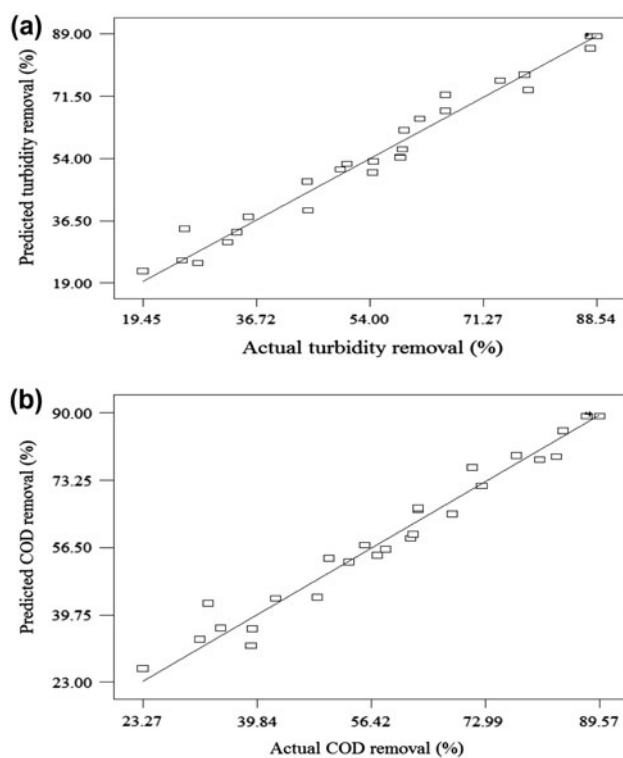 (a)
89.00
71.50
54.00
36.50
19.00
Predicted turbidity removal (%)
19.45 36.72 54.00 71.27 88.54
Actual turbidity removal (%)
(b)
90.00
73.25
56.50
39.75
23.00
Predicted COD removal (%)
23.27 39.84 56.42 72.99 89.57
Actual COD removal (%)